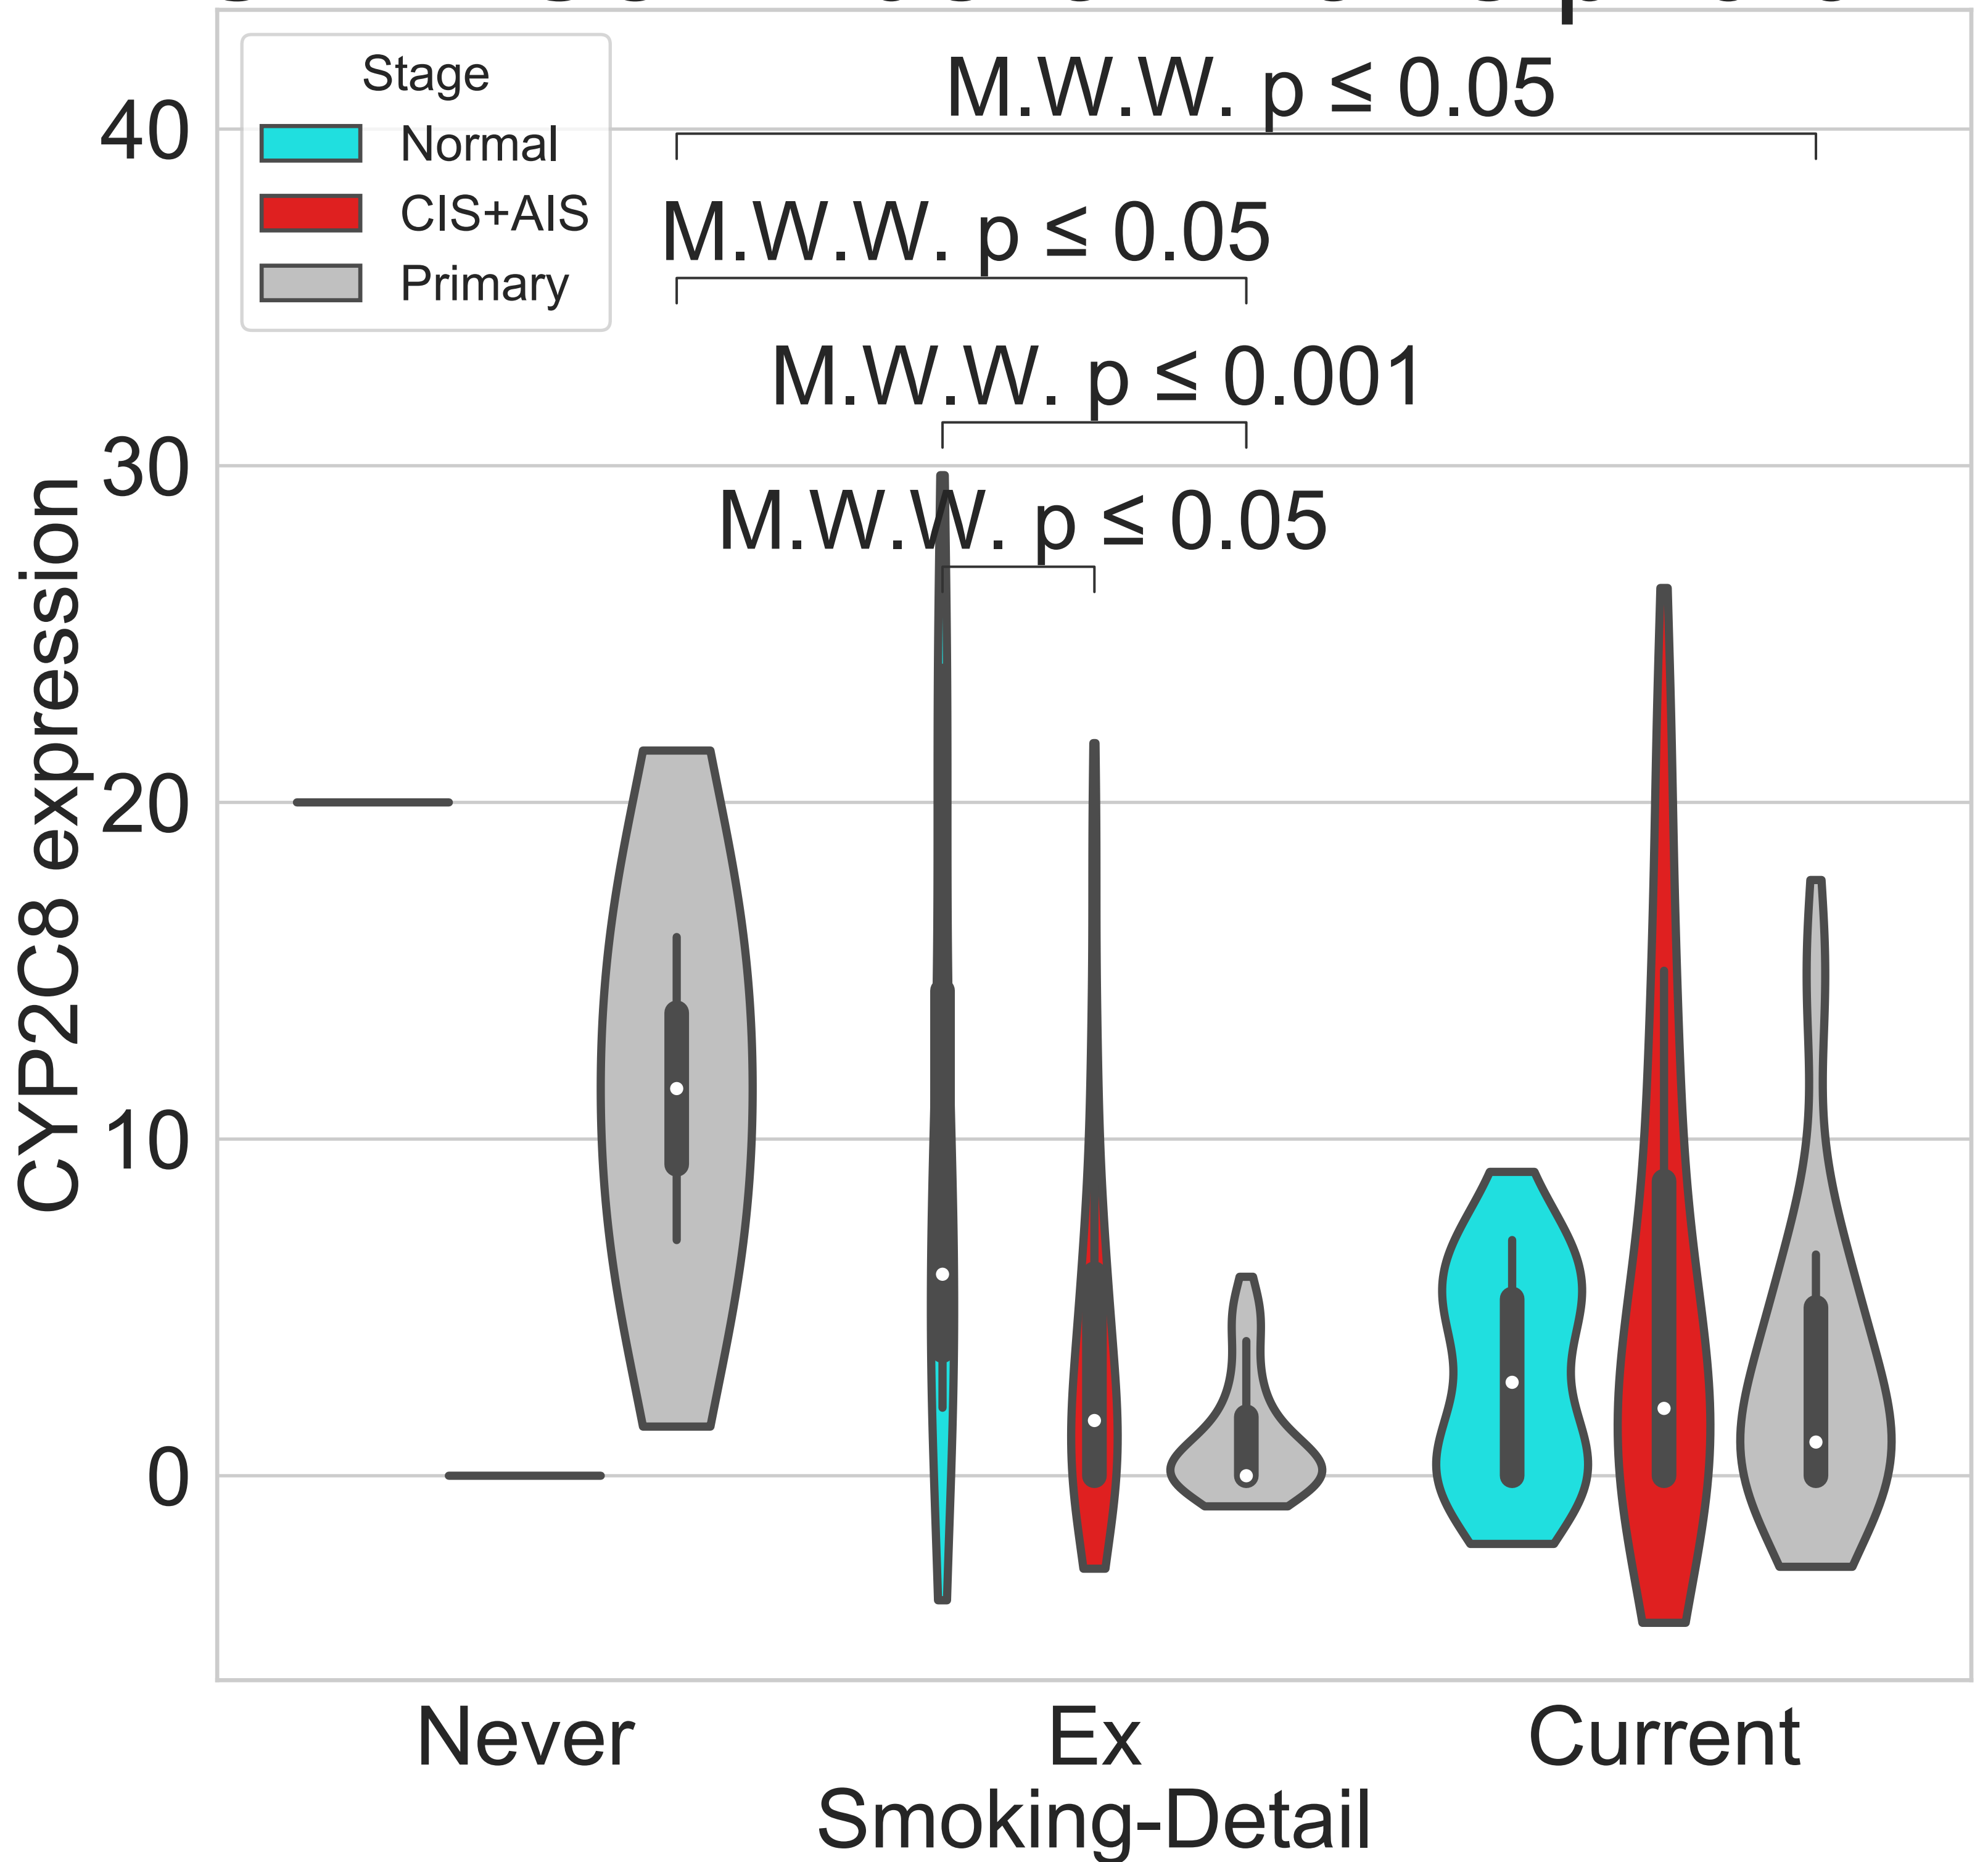 Stage
Normal
CIS+AIS
Primary
M.W.W. p ≤ 0.05
M.W.W. p ≤ 0.05
M.W.W. p ≤ 0.001
M.W.W. p ≤ 0.05
40
30
20
10
0
CYP2C8 expression
Never
Ex
Current
Smoking-Detail